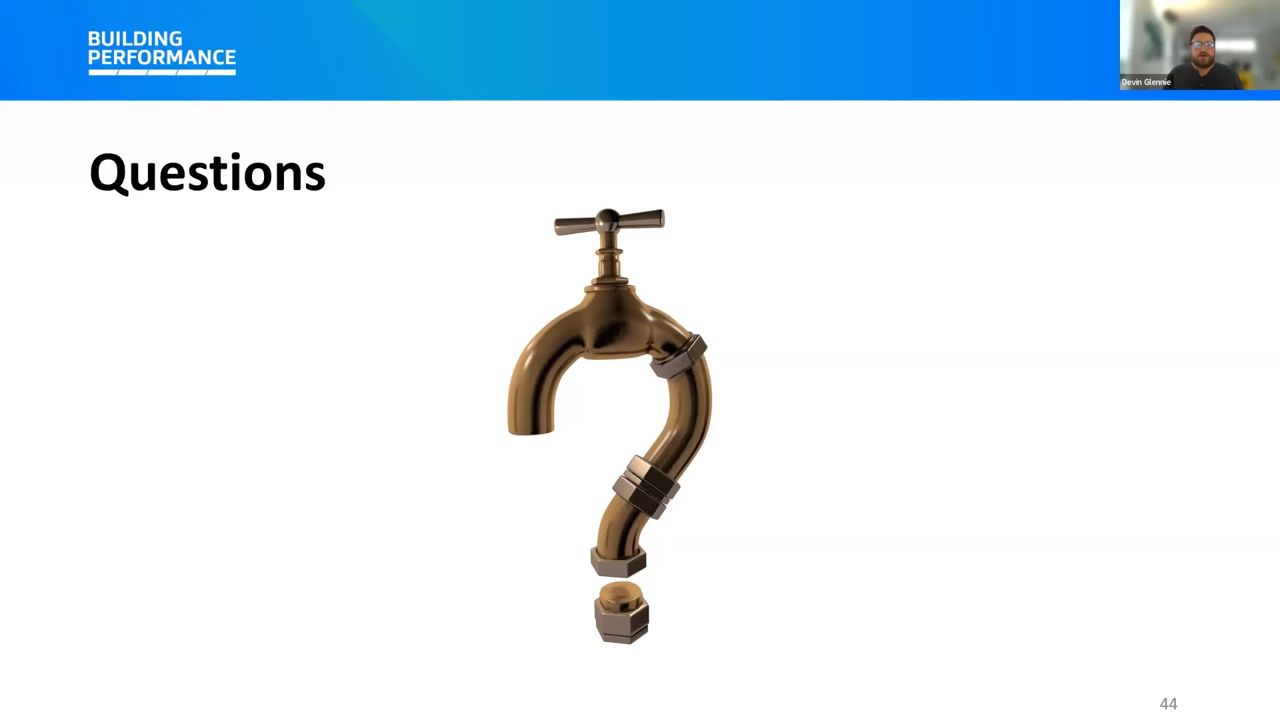 BUILDING
PERFORMANCE
Devin Glennie
Questions
44